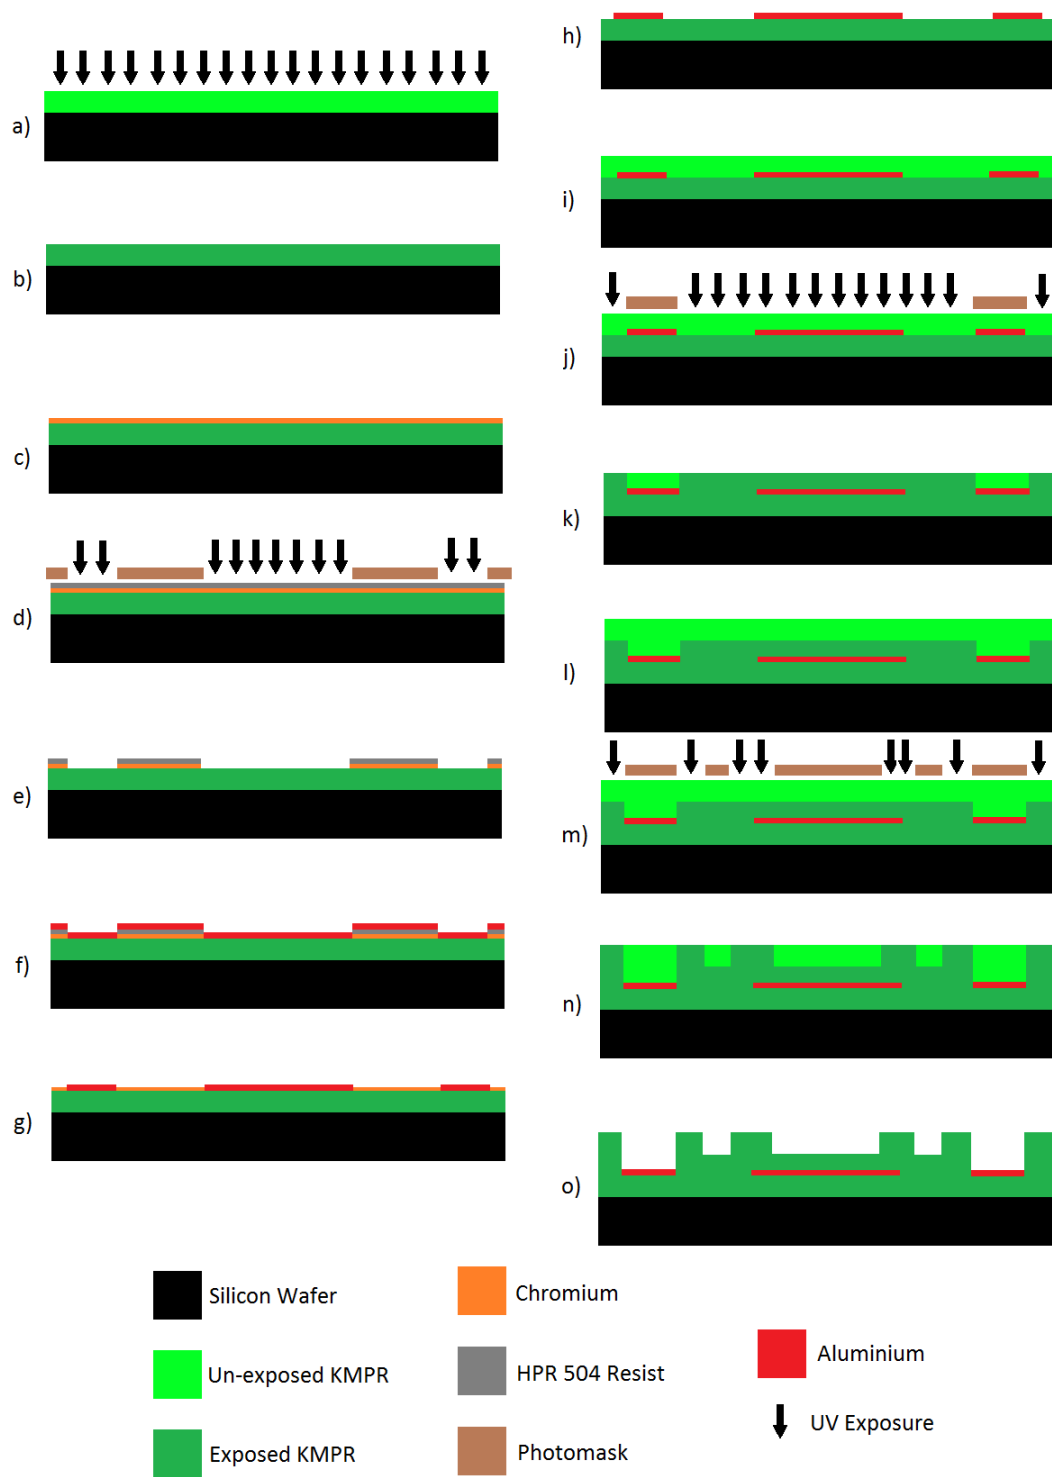 a)
b)
c)
d)
e)
f)
g)
h)
i)
j)
k)
l)
m)
n)
o)
Silicon Wafer
Un-exposed KMPR
Exposed KMPR
Chromium
HPR 504 Resist
Photomask
Aluminium
UV Exposure